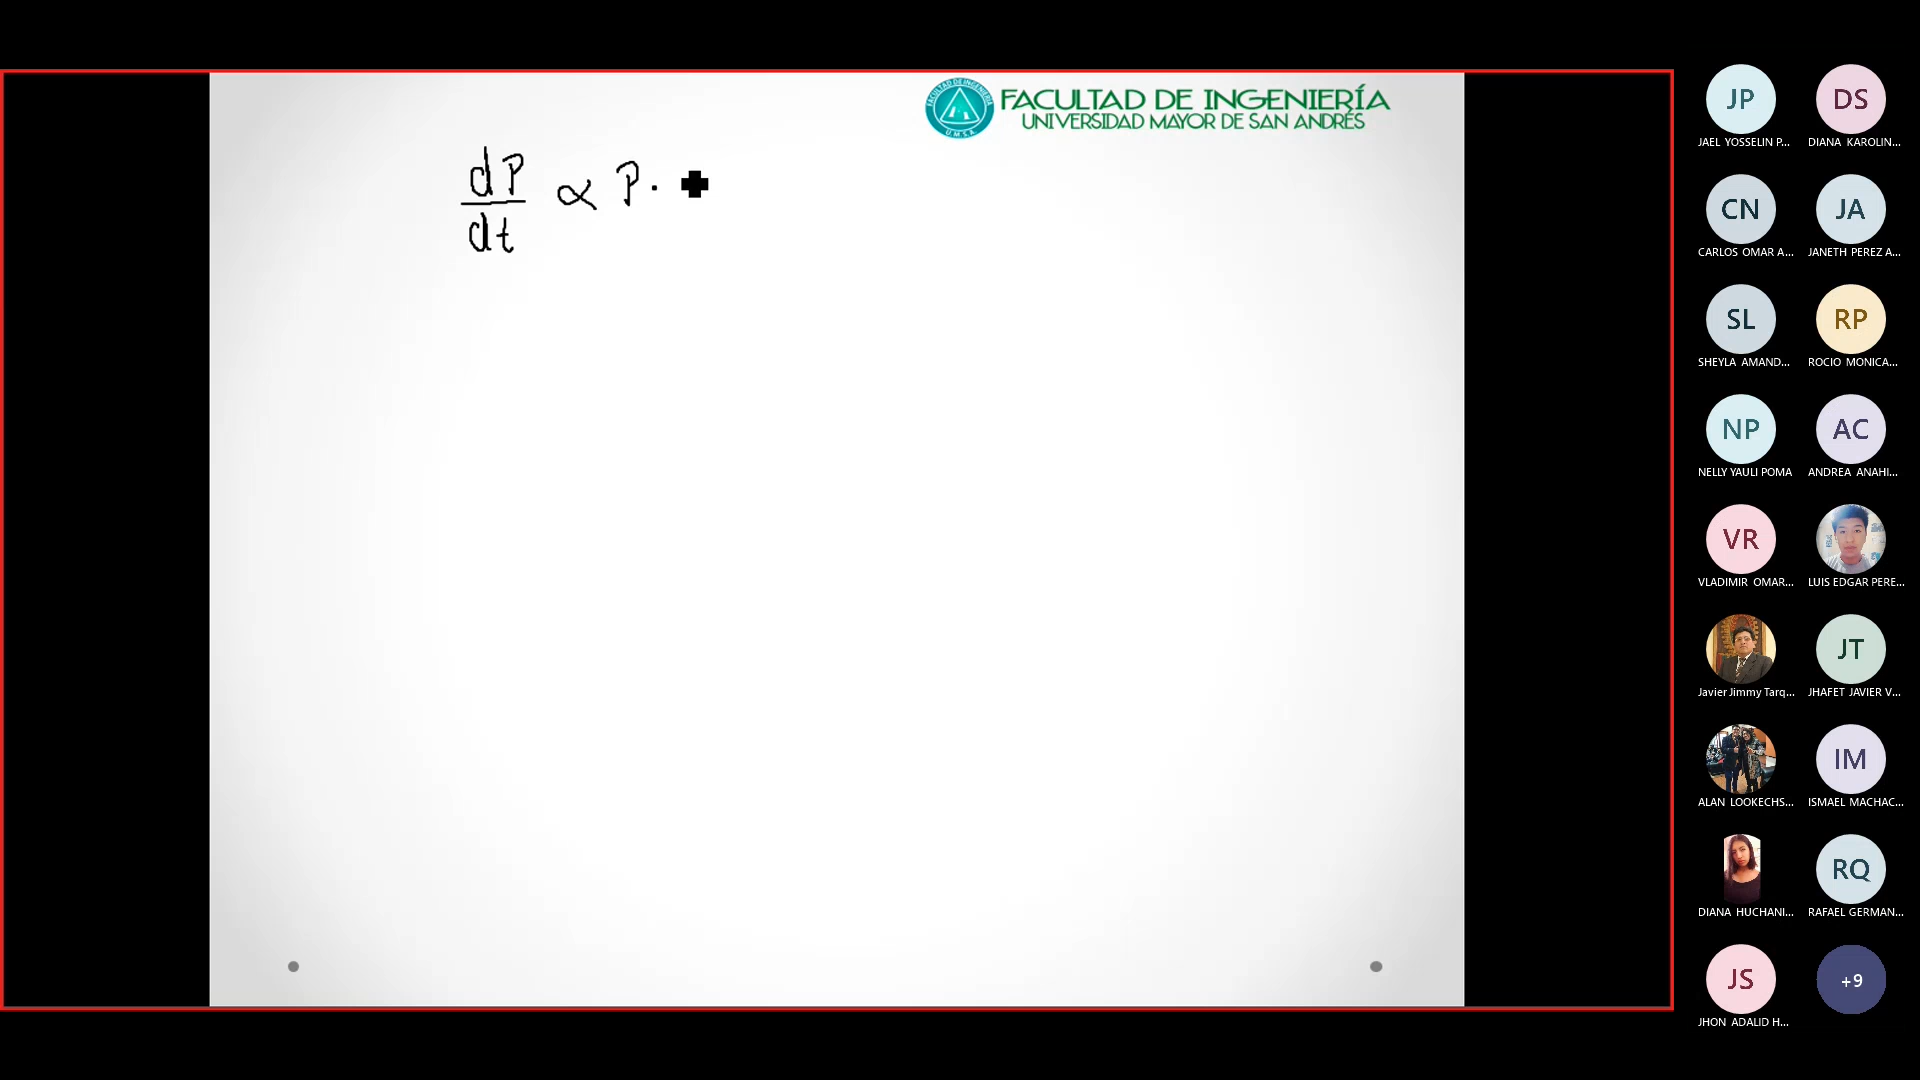 FACULTAD DE INGENIERÍA
UNIVERSIDAD MAYOR DE SAN ANDRÉS
FACULTAD DE INGENIERÍA
U.M.S.A.
dP
dt
∝ P ·
JP
DS
JAEL YOSSELIN P...
DIANA KAROLIN...
CN
JA
CARLOS OMAR A...
JANETH PEREZ A...
SL
RP
SHEYLA AMAND...
ROCIO MONICA...
NP
AC
NELLY YAULI POMA
ANDREA ANAHI...
VR
VLADIMIR OMAR...
LUIS EDGAR PERE...
JT
Javier Jimmy Tarq...
JHAFET JAVIER V...
IM
ALAN LOOKECHS...
ISMAEL MACHAC...
RQ
DIANA HUCHANI...
RAFAEL GERMAN...
JS
+9
JHON ADALID H...